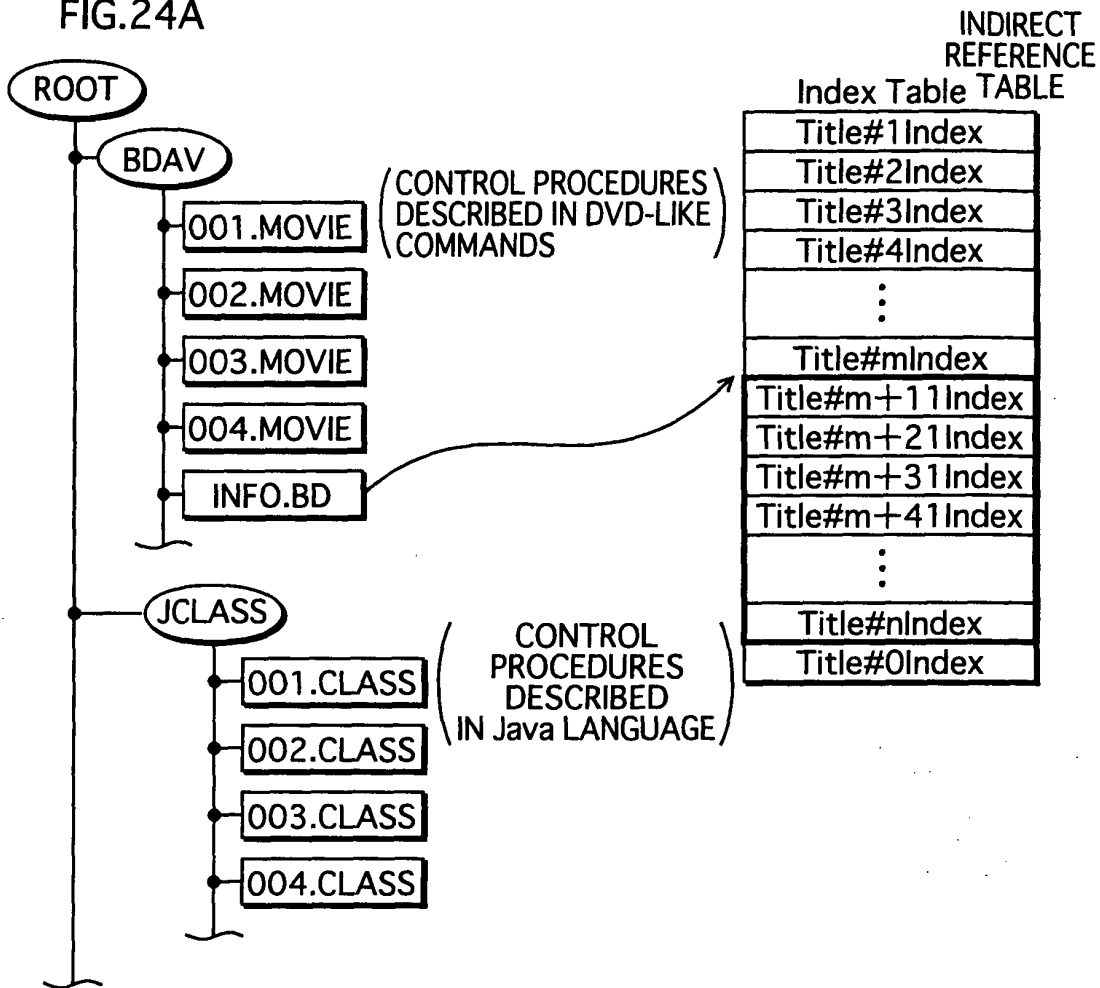 FIG.24A
ROOT
BDAV
001.MOVIE
002.MOVIE
003.MOVIE
004.MOVIE
INFO.BD
(CONTROL PROCEDURES
DESCRIBED IN DVD-LIKE
COMMANDS)
JCLASS
001.CLASS
002.CLASS
003.CLASS
004.CLASS
(CONTROL
PROCEDURES
DESCRIBED
IN Java LANGUAGE)
INDIRECT
REFERENCE
TABLE
Index Table
Title#1Index
Title#2Index
Title#3Index
Title#4Index
⋮
Title#mIndex
Title#m+11Index
Title#m+21Index
Title#m+31Index
Title#m+41Index
⋮
Title#nIndex
Title#0Index